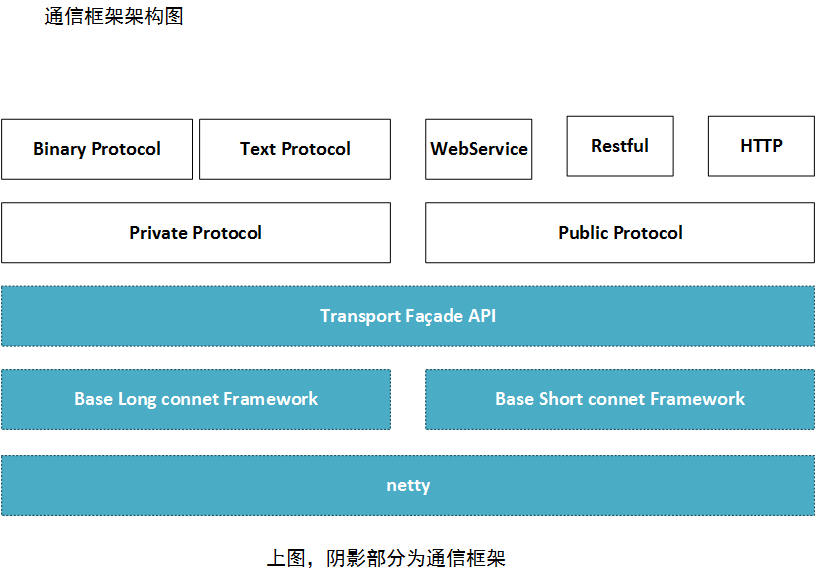 通信框架架构图
Binary Protocol
Text Protocol
WebService
Restful
HTTP
Private Protocol
Public Protocol
Transport Façade API
Base Long connet Framework
Base Short connet Framework
netty
上图，阴影部分为通信框架